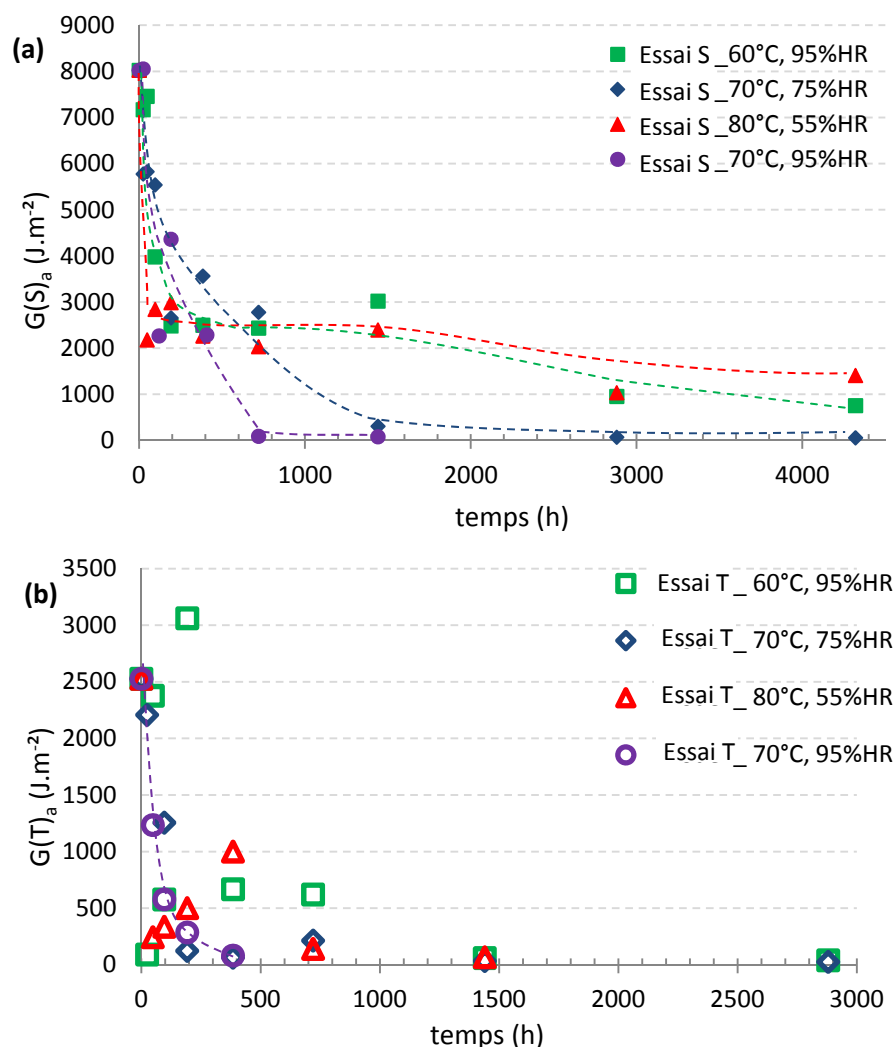 (a)
9000
8000
7000
6000
5000
4000
3000
2000
1000
0
G(S)a (J.m-²)
Essai S _60°C, 95%HR
Essai S _70°C, 75%HR
Essai S _80°C, 55%HR
Essai S _70°C, 95%HR
0 1000 2000 3000 4000
temps (h)
(b)
3500
3000
2500
2000
1500
1000
500
0
G(T)a (J.m-²)
Essai T _ 60°C, 95%HR
Essai T _ 70°C, 75%HR
Essai T _ 80°C, 55%HR
Essai T _ 70°C, 95%HR
0 500 1000 1500 2000 2500 3000
temps (h)